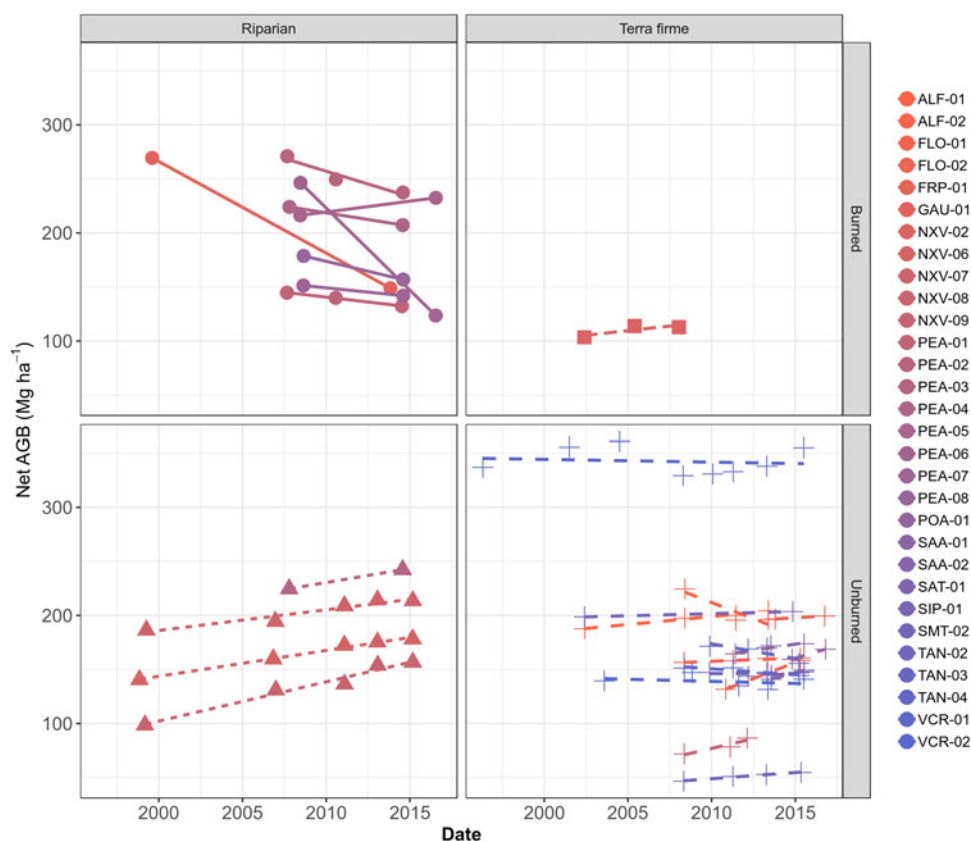 Riparian
Terra firme
300
200
100
Burned
300
200
100
Unburned
Net AGB (Mg ha⁻¹)
2000 2005 2010 2015
2000 2005 2010 2015
Date
ALF-01
ALF-02
FLO-01
FLO-02
FRP-01
GAU-01
NXV-02
NXV-06
NXV-07
NXV-08
NXV-09
PEA-01
PEA-02
PEA-03
PEA-04
PEA-05
PEA-06
PEA-07
PEA-08
POA-01
SAA-01
SAA-02
SAT-01
SIP-01
SMT-02
TAN-02
TAN-03
TAN-04
VCR-01
VCR-02